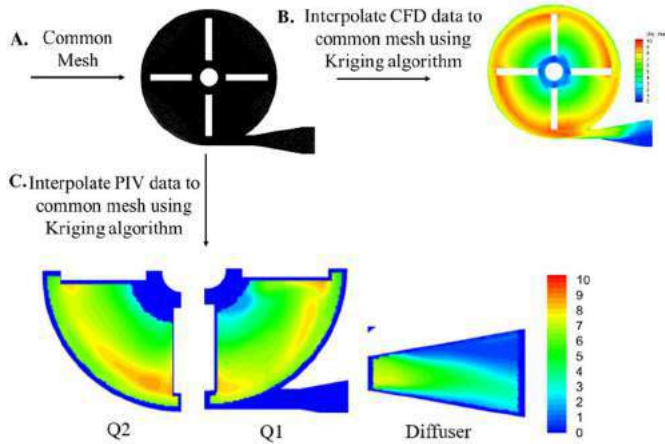 A. Common
Mesh
B. Interpolate CFD data to
common mesh using
Kriging algorithm
C. Interpolate PIV data to
common mesh using
Kriging algorithm
10
9
8
7
6
5
4
3
2
1
0
Q2
Q1
Diffuser